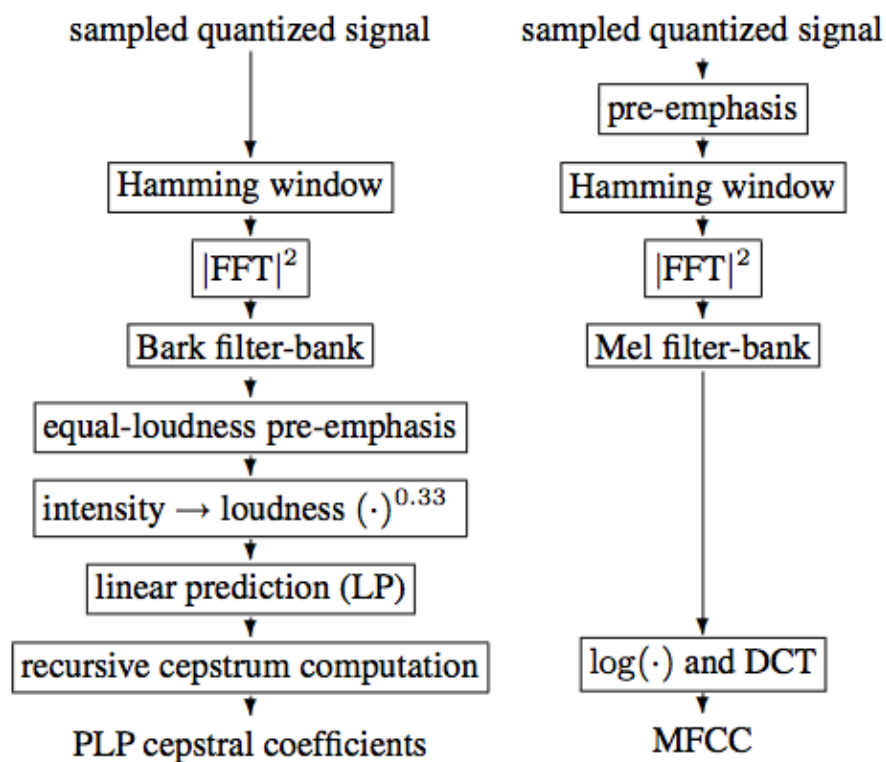 sampled quantized signal
Hamming window
|FFT|²
Bark filter-bank
equal-loudness pre-emphasis
intensity → loudness (·)^0.33
linear prediction (LP)
recursive cepstrum computation
PLP cepstral coefficients
sampled quantized signal
pre-emphasis
Hamming window
|FFT|²
Mel filter-bank
log(·) and DCT
MFCC